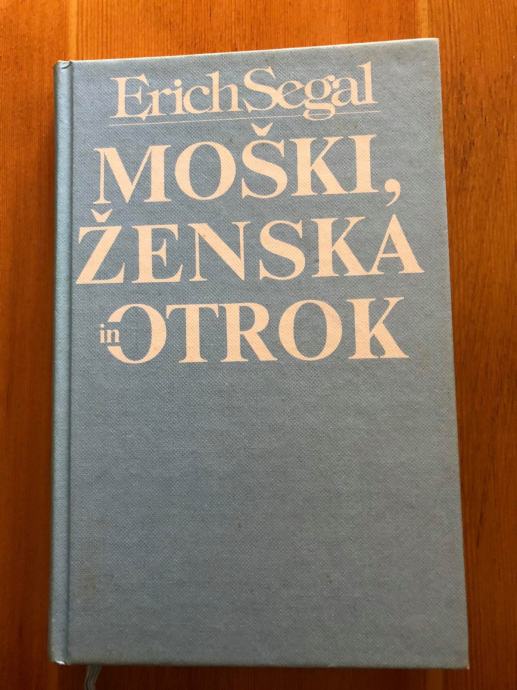 Erich Segal
MOŠKI,
ŽENSKA
in OTROK